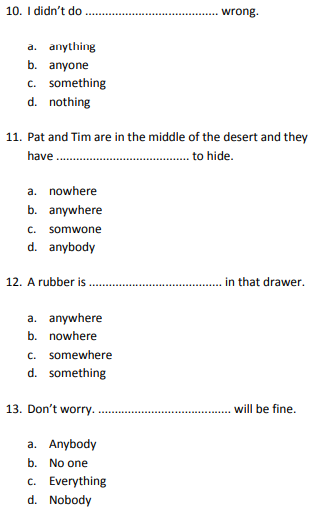 10. I didn't do ........................................ wrong.
a. anything
b. anyone
c. something
d. nothing
11. Pat and Tim are in the middle of the desert and they
have ........................................ to hide.
a. nowhere
b. anywhere
c. somwone
d. anybody
12. A rubber is ........................................ in that drawer.
a. anywhere
b. nowhere
c. somewhere
d. something
13. Don't worry. ........................................ will be fine.
a. Anybody
b. No one
c. Everything
d. Nobody